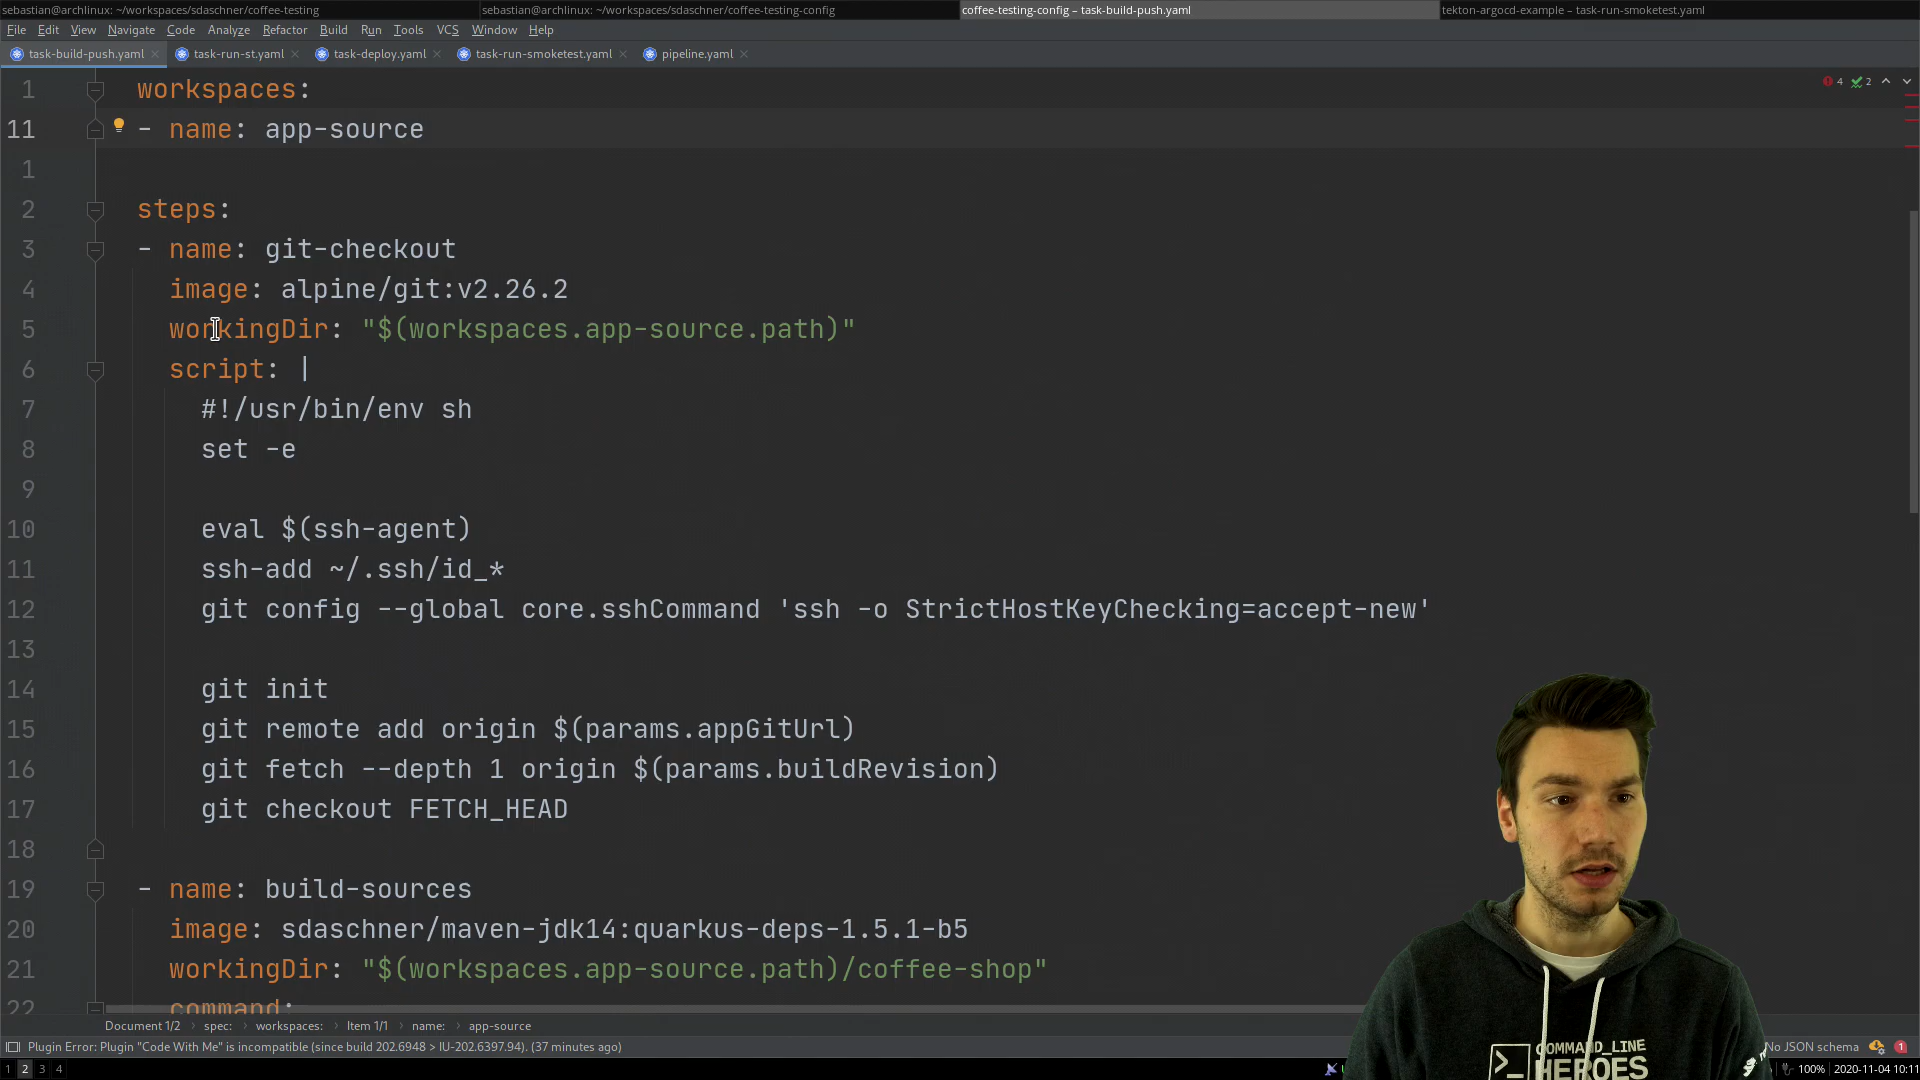 sebastian@archlinux: ~/workspaces/sdaschner/coffee-testing
sebastian@archlinux: ~/workspaces/sdaschner/coffee-testing-config
coffee-testing-config – task-build-push.yaml
tekton-argocd-example – task-run-smoketest.yaml
File Edit View Navigate Code Analyze Refactor Build Run Tools VCS Window Help
task-build-push.yaml task-run-st.yaml task-deploy.yaml task-run-smoketest.yaml pipeline.yaml
4 2
1 workspaces:
11 - name: app-source
1
2 steps:
3 - name: git-checkout
4 image: alpine/git:v2.26.2
5 workingDir: "$(workspaces.app-source.path)"
6 script: |
7 #!/usr/bin/env sh
8 set -e
9
10 eval $(ssh-agent)
11 ssh-add ~/.ssh/id_*
12 git config --global core.sshCommand 'ssh -o StrictHostKeyChecking=accept-new'
13
14 git init
15 git remote add origin $(params.appGitUrl)
16 git fetch --depth 1 origin $(params.buildRevision)
17 git checkout FETCH_HEAD
18
19 - name: build-sources
20 image: sdaschner/maven-jdk14:quarkus-deps-1.5.1-b5
21 workingDir: "$(workspaces.app-source.path)/coffee-shop"
22 command:
Document 1/2 › spec: › workspaces: › Item 1/1 › name: › app-source
Plugin Error: Plugin "Code With Me" is incompatible (since build 202.6948 > IU-202.6397.94). (37 minutes ago)
No JSON schema 1
1 2 3 4
100% 2020-11-04 10:11
COMMAND_LINE
HEROES